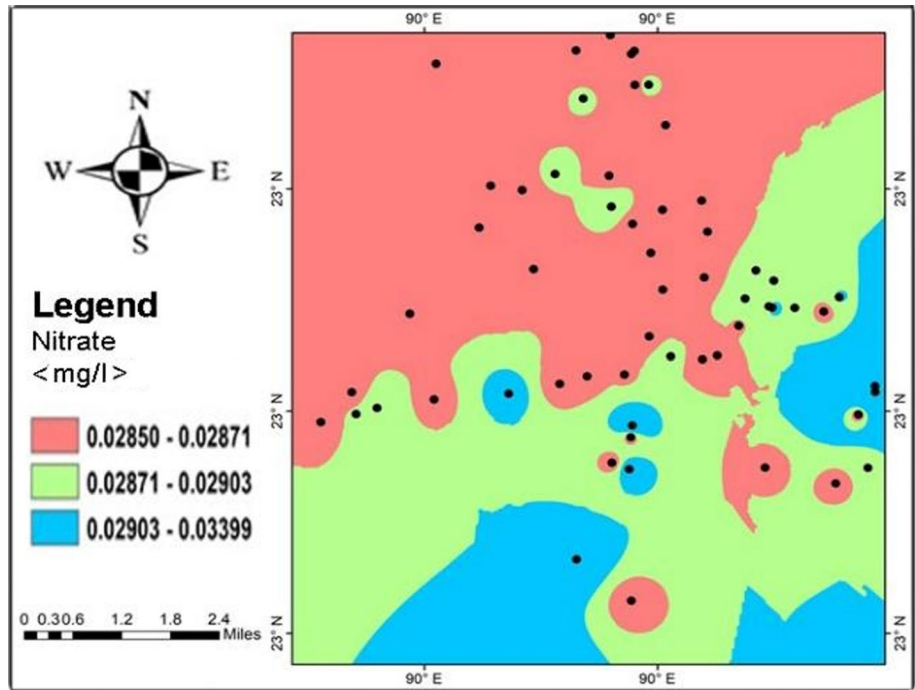 90° E 90° E
N
W E
S
23° N 23° N
Legend
Nitrate
<mg/l>
0.02850 - 0.02871
0.02871 - 0.02903
0.02903 - 0.03399
23° N 23° N
0 0.30.6 1.2 1.8 2.4
Miles
23° N 23° N
90° E 90° E